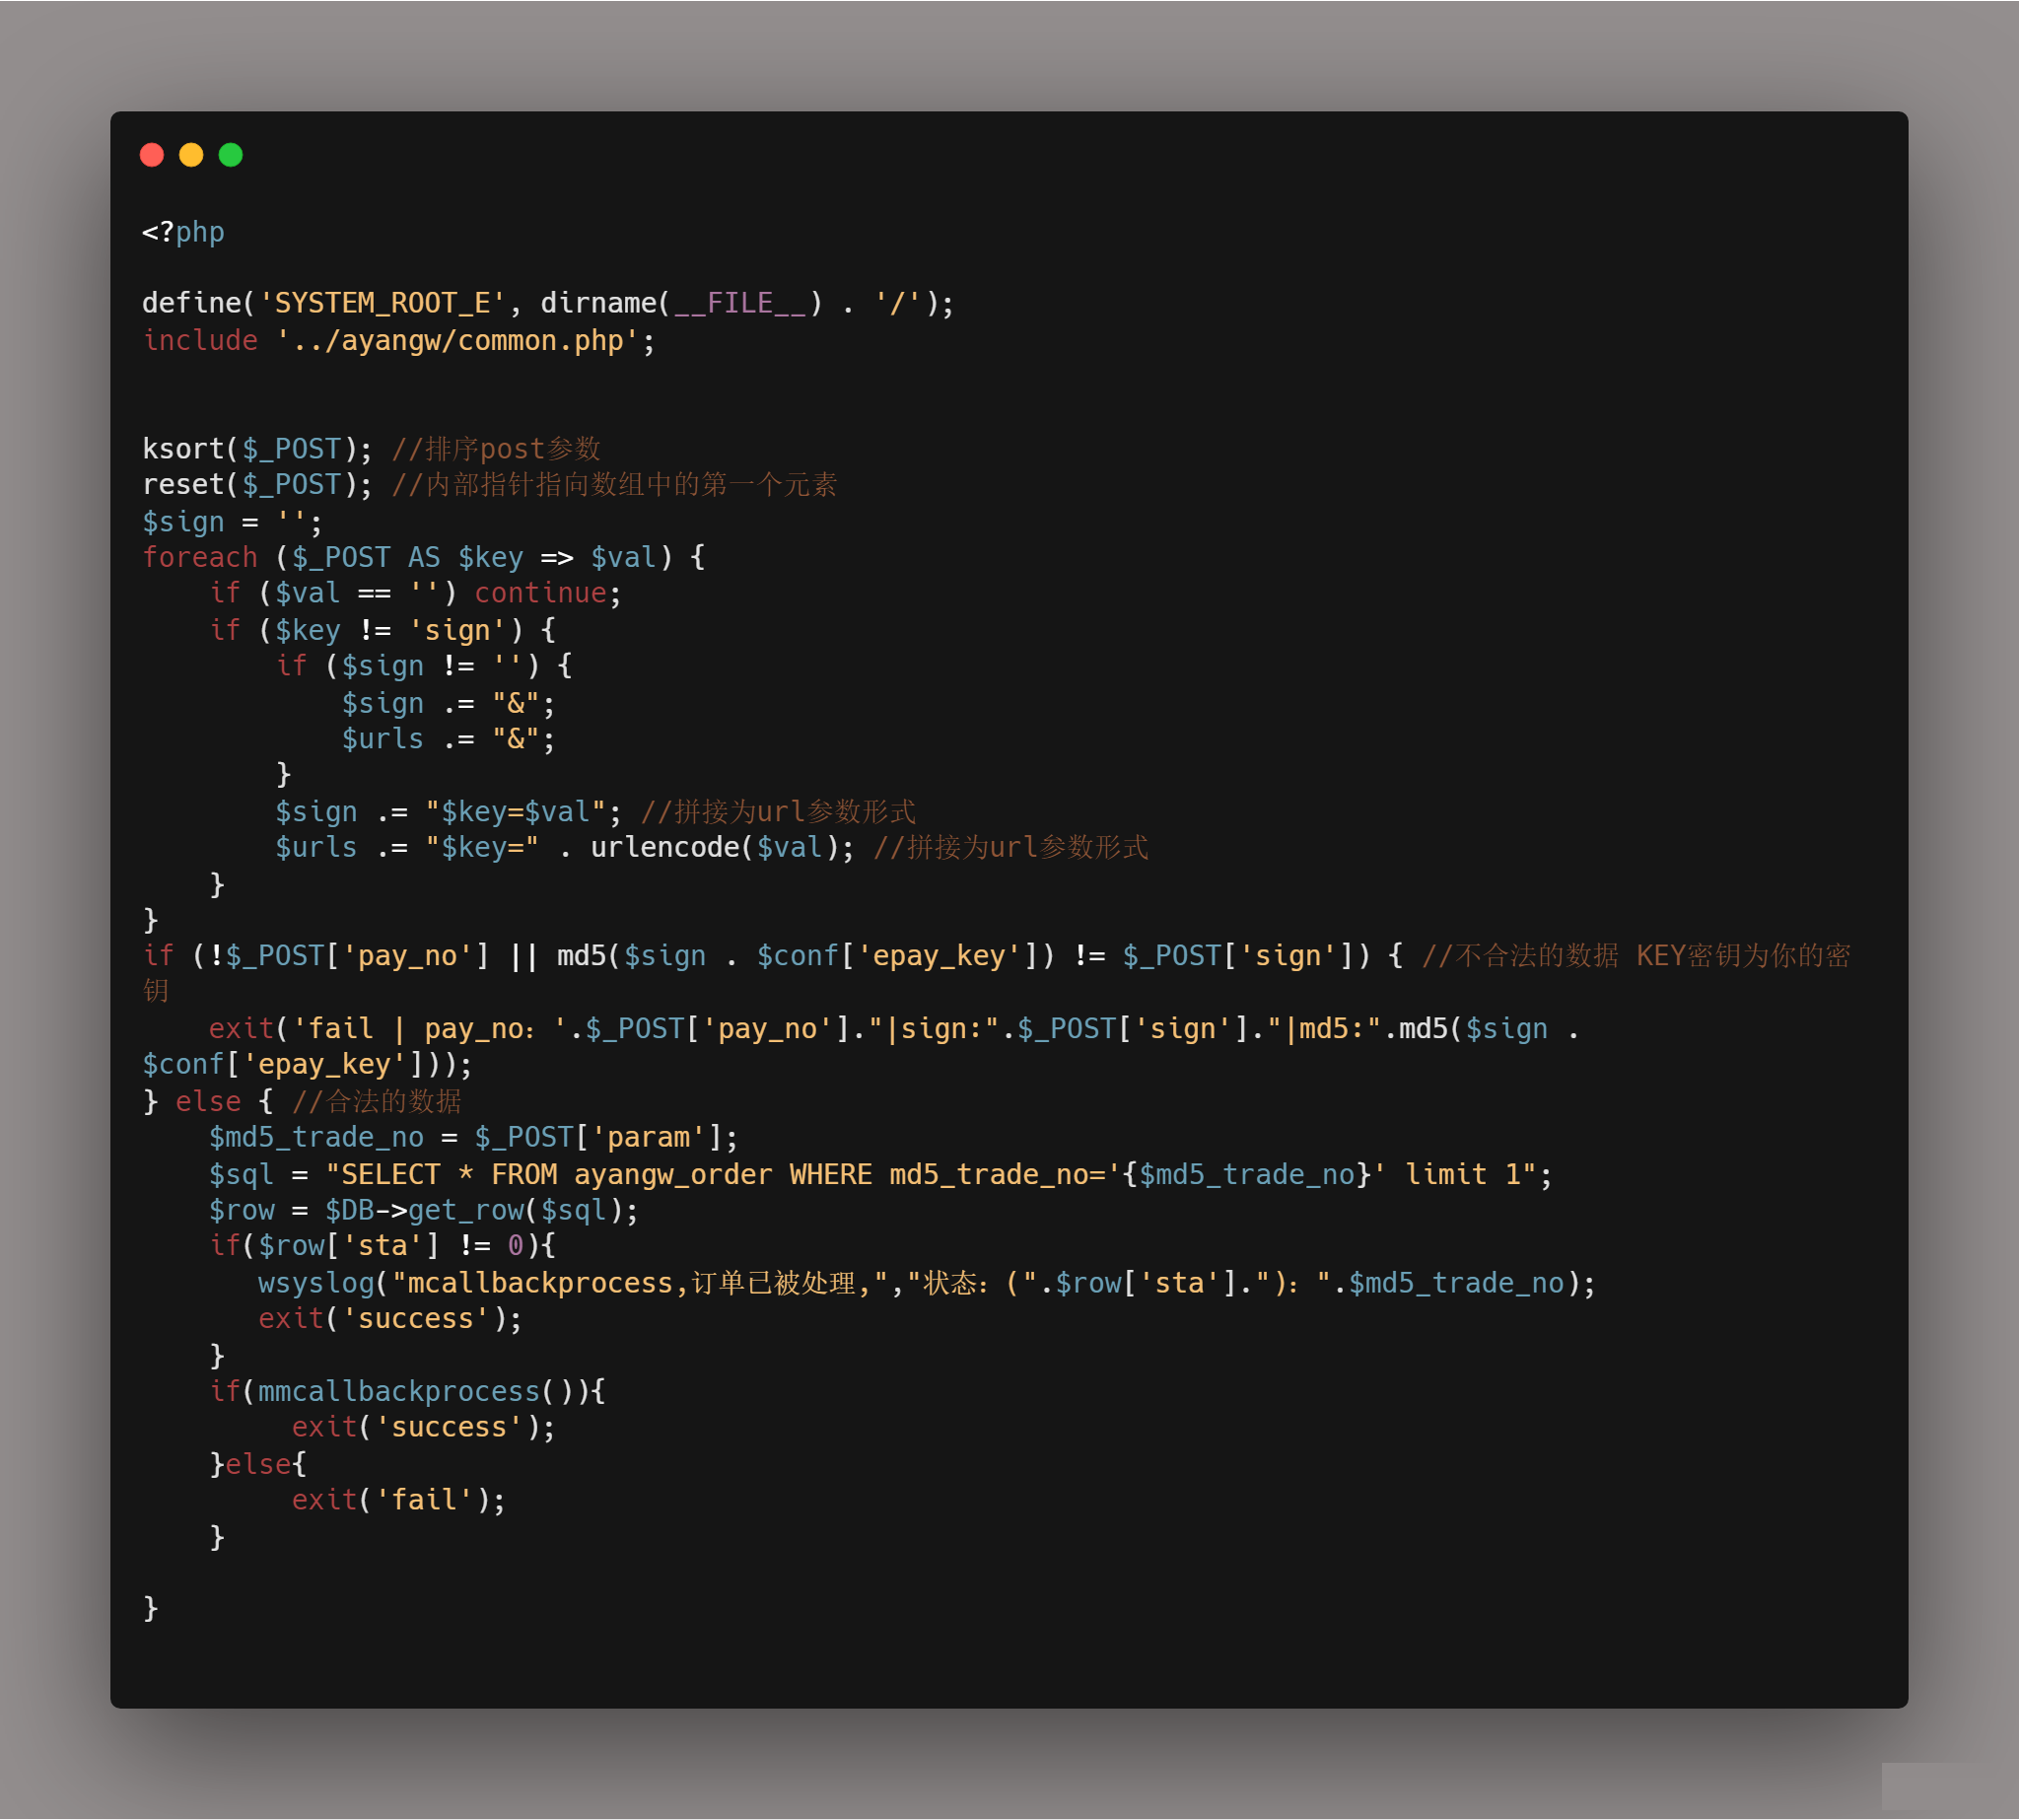 <?php
define('SYSTEM_ROOT_E', dirname(__FILE__) . '/');
include '../ayangw/common.php';
ksort($_POST); //排序post参数
reset($_POST); //内部指针指向数组中的第一个元素
$sign = '';
foreach ($_POST AS $key => $val) {
    if ($val == '') continue;
    if ($key != 'sign') {
        if ($sign != '') {
            $sign .= "&";
            $urls .= "&";
        }
        $sign .= "$key=$val"; //拼接为url参数形式
        $urls .= "$key=" . urlencode($val); //拼接为url参数形式
    }
}
if (!$_POST['pay_no'] || md5($sign . $conf['epay_key']) != $_POST['sign']) { //不合法的数据 KEY密钥为你的密
钥
    exit('fail | pay_no：'.$_POST['pay_no']."|sign:".$_POST['sign']."|md5:".md5($sign .
$conf['epay_key']));
} else { //合法的数据
    $md5_trade_no = $_POST['param'];
    $sql = "SELECT * FROM ayangw_order WHERE md5_trade_no='{$md5_trade_no}' limit 1";
    $row = $DB->get_row($sql);
    if($row['sta'] != 0){
       wsyslog("mcallbackprocess,订单已被处理,","状态：(".$row['sta'].")：".$md5_trade_no);
       exit('success');
    }
    if(mmcallbackprocess()){
         exit('success');
    }else{
         exit('fail');
    }
}